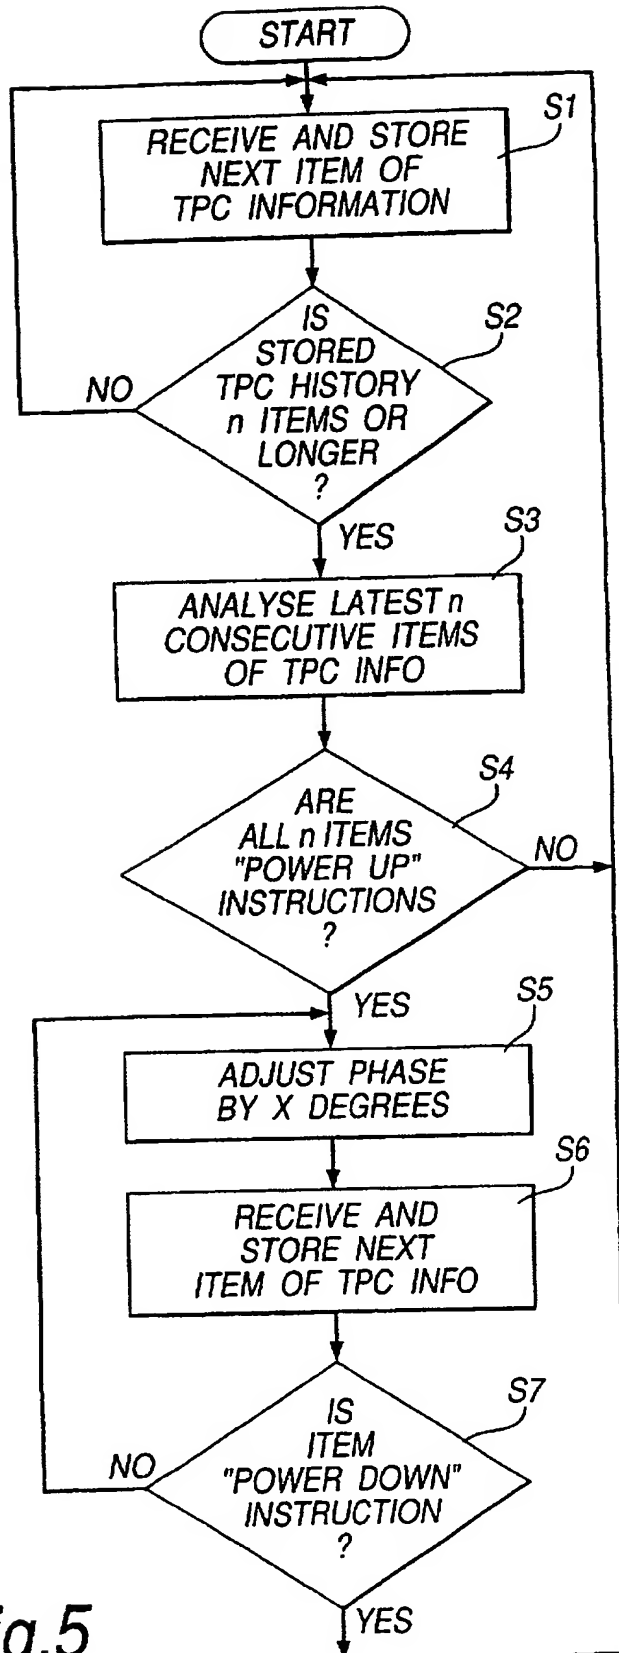 START
S1
RECEIVE AND STORE
NEXT ITEM OF
TPC INFORMATION
S2
IS
STORED
TPC HISTORY
n ITEMS OR
LONGER
?
NO
YES
S3
ANALYSE LATEST n
CONSECUTIVE ITEMS
OF TPC INFO
S4
ARE
ALL n ITEMS
"POWER UP"
INSTRUCTIONS
?
NO
YES
S5
ADJUST PHASE
BY X DEGREES
S6
RECEIVE AND
STORE NEXT
ITEM OF TPC INFO
S7
IS
ITEM
"POWER DOWN"
INSTRUCTION
?
NO
YES
ig.5